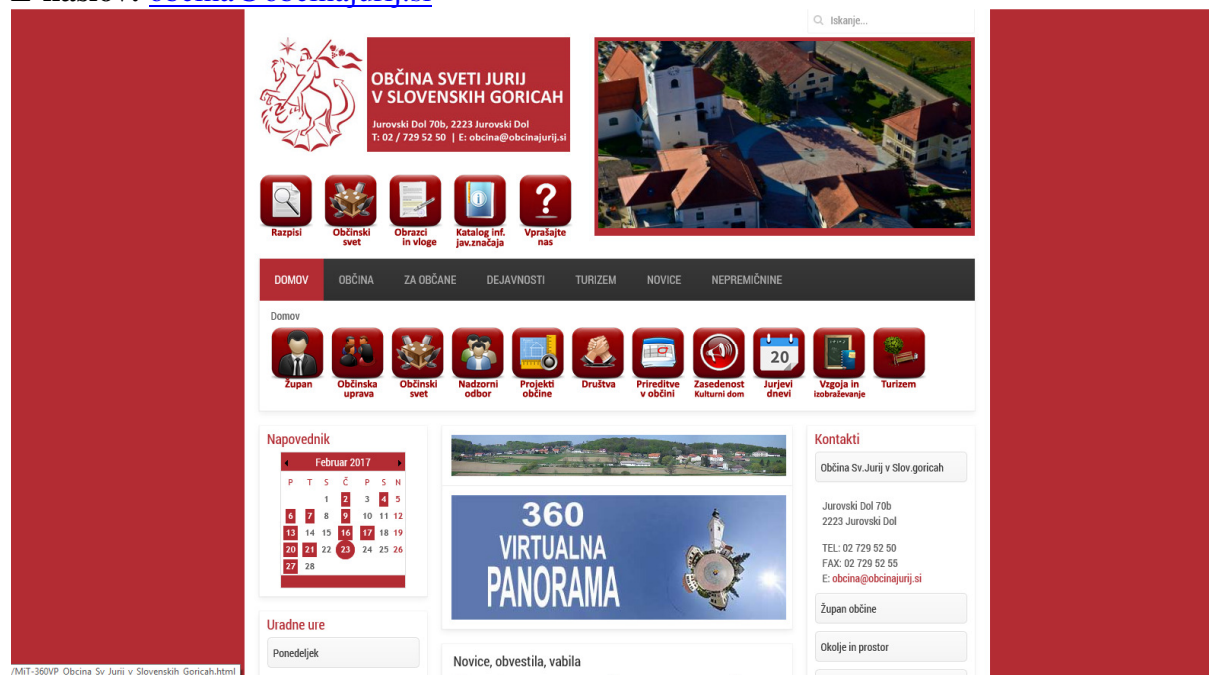 E-naslov: obcina@obcinajurij.si
Iskanje...
OBČINA SVETI JURIJ
V SLOVENSKIH GORICAH
Jurovski Dol 70b, 2223 Jurovski Dol
T: 02 / 729 52 50 | E: obcina@obcinajurij.si
Razpisi
Občinski
svet
Obrazci
in vloge
Katalog inf.
jav.značaja
Vprašajte
nas
DOMOV OBČINA ZA OBČANE DEJAVNOSTI TURIZEM NOVICE NEPREMIČNINE
Domov
Župan
Občinska
uprava
Občinski
svet
Nadzorni
odbor
Projekti
občine
Društva
Prireditve
v občini
Zasedenost
Kulturni dom
20
Jurjevi
dnevi
Vzgoja in
izobraževanje
Turizem
Napovednik
Februar 2017
P T S Č P S N
1 2 3 4 5
6 7 8 9 10 11 12
13 14 15 16 17 18 19
20 21 22 23 24 25 26
27 28
Uradne ure
Ponedeljek
360
VIRTUALNA
PANORAMA
Novice, obvestila, vabila
Kontakti
Občina Sv.Jurij v Slov.goricah
Jurovski Dol 70b
2223 Jurovski Dol
TEL: 02 729 52 50
FAX: 02 729 52 55
E: obcina@obcinajurij.si
Župan občine
Okolje in prostor
/MiT-360VP_Obcina_Sv_Jurij_v_Slovenskih_Goricah.html